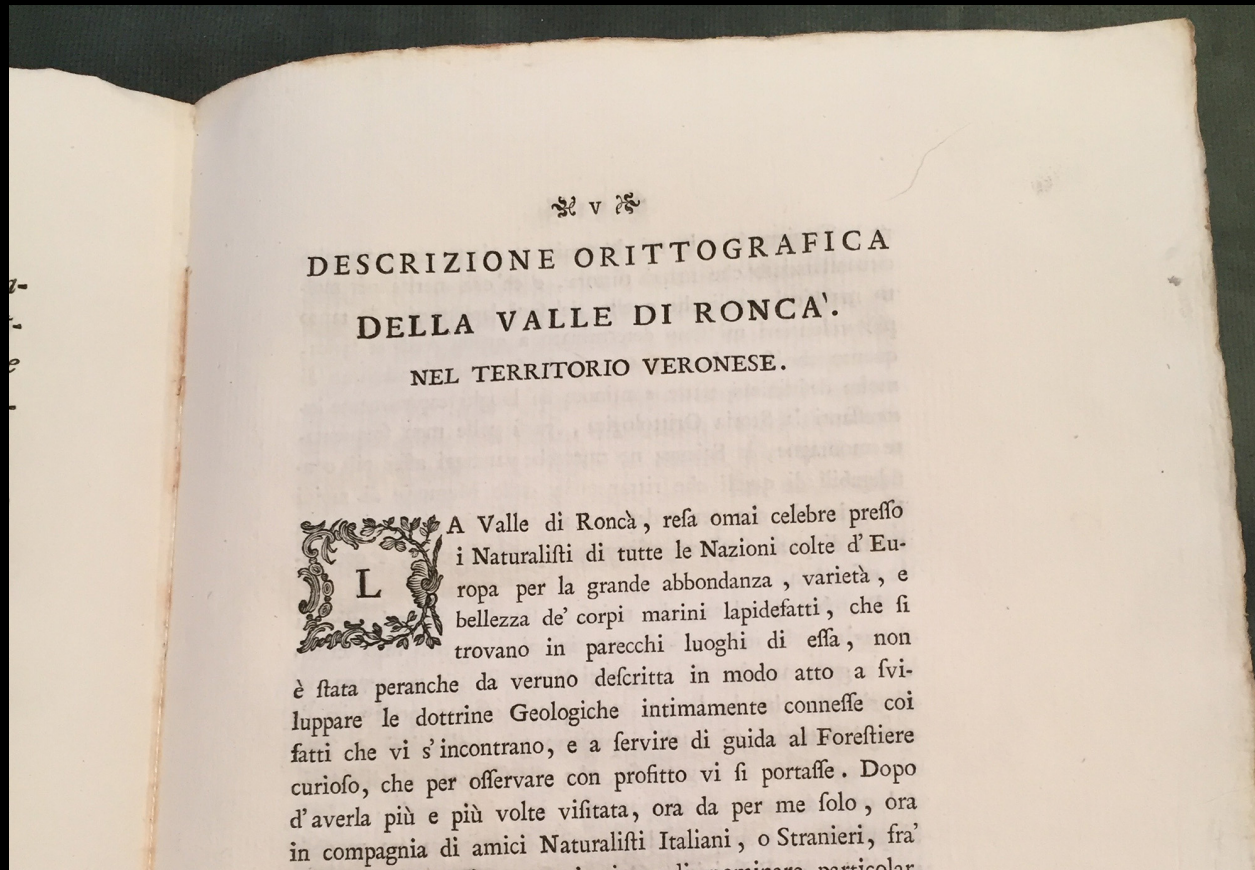 a-
-
e
-
V
DESCRIZIONE ORITTOGRAFICA
DELLA VALLE DI RONCA'.
NEL TERRITORIO VERONESE.
LA Valle di Roncà, reſa omai celebre preſſo
i Naturaliſti di tutte le Nazioni colte d' Eu-
ropa per la grande abbondanza, varietà, e
bellezza de' corpi marini lapidefatti, che ſi
trovano in parecchi luoghi di eſſa, non
è ſtata peranche da veruno deſcritta in modo atto a ſvi-
luppare le dottrine Geologiche intimamente conneſſe coi
fatti che vi s' incontrano, e a ſervire di guida al Foreſtiere
curioſo, che per oſſervare con profitto vi ſi portaſſe. Dopo
d' averla più e più volte viſitata, ora da per me ſolo, ora
in compagnia di amici Naturaliſti Italiani, o Stranieri, fra'
particolar